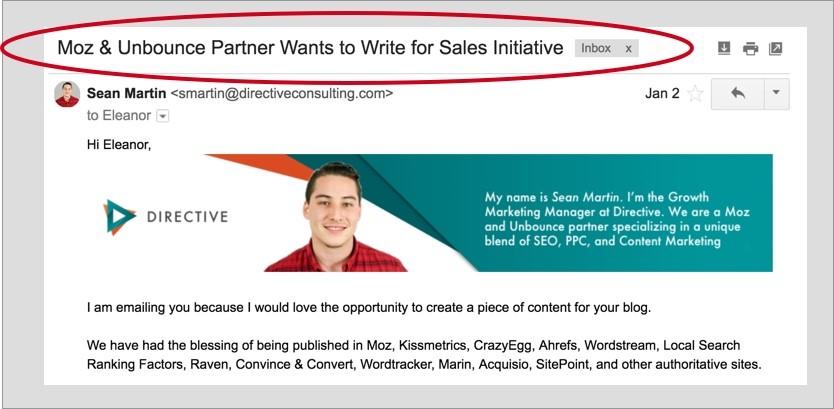 Moz & Unbounce Partner Wants to Write for Sales Initiative Inbox x
Sean Martin <smartin@directiveconsulting.com> Jan 2
to Eleanor
Hi Eleanor,
DIRECTIVE
My name is Sean Martin. I'm the Growth
Marketing Manager at Directive. We are a Moz
and Unbounce partner specializing in a unique
blend of SEO, PPC, and Content Marketing
I am emailing you because I would love the opportunity to create a piece of content for your blog.
We have had the blessing of being published in Moz, Kissmetrics, CrazyEgg, Ahrefs, Wordstream, Local Search
Ranking Factors, Raven, Convince & Convert, Wordtracker, Marin, Acquisio, SitePoint, and other authoritative sites.